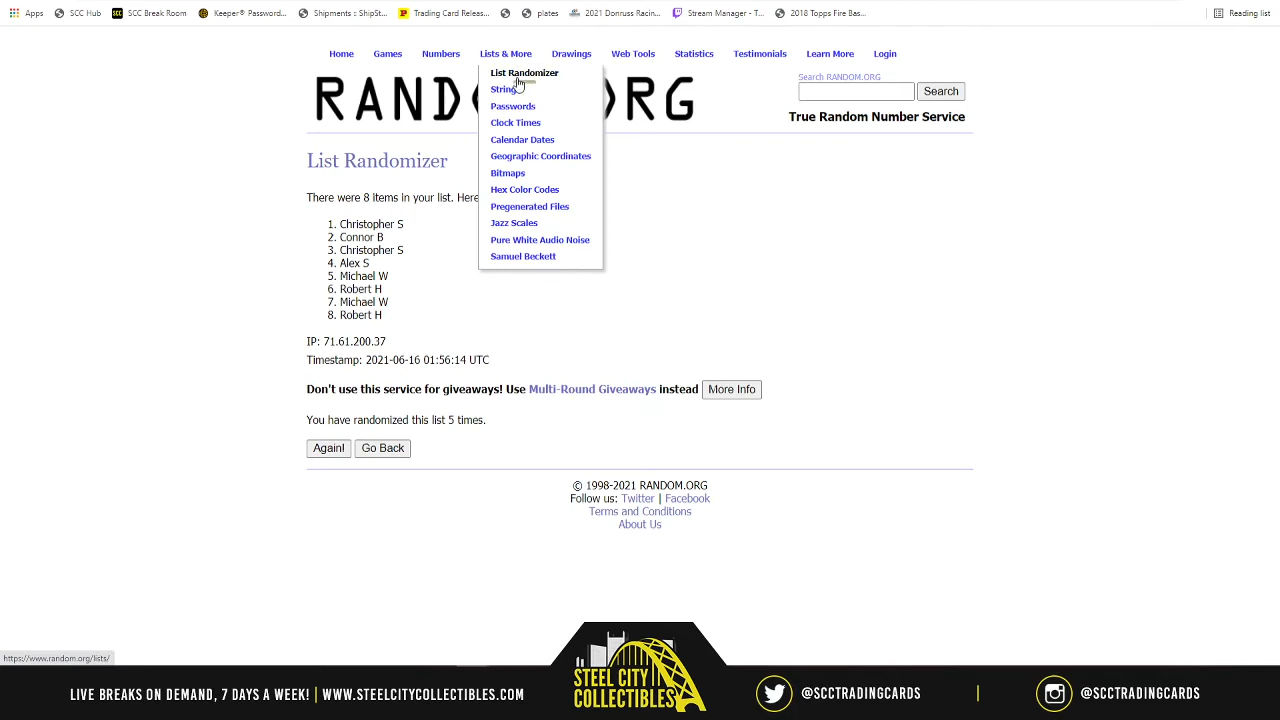 Apps SCC Hub SCC Break Room Keeper® Password... Shipments :: ShipSt... Trading Card Releas... plates 2021 Donruss Racin... Stream Manager - T... 2018 Topps Fire Bas... Reading list
Home Games Numbers Lists & More Drawings Web Tools Statistics Testimonials Learn More Login
List Randomizer
Strings
Passwords
Clock Times
Calendar Dates
Geographic Coordinates
Bitmaps
Hex Color Codes
Pregenerated Files
Jazz Scales
Pure White Audio Noise
Samuel Beckett
RAND ORG
Search RANDOM.ORG
Search
True Random Number Service
List Randomizer
There were 8 items in your list. Here
1. Christopher S
2. Connor B
3. Christopher S
4. Alex S
5. Michael W
6. Robert H
7. Michael W
8. Robert H
IP: 71.61.200.37
Timestamp: 2021-06-16 01:56:14 UTC
Don't use this service for giveaways! Use Multi-Round Giveaways instead More Info
You have randomized this list 5 times.
Again! Go Back
© 1998-2021 RANDOM.ORG
Follow us: Twitter | Facebook
Terms and Conditions
About Us
https://www.random.org/lists/
LIVE BREAKS ON DEMAND, 7 DAYS A WEEK! | WWW.STEELCITYCOLLECTIBLES.COM
STEEL CITY
COLLECTIBLES
@SCCTRADINGCARDS | @SCCTRADINGCARDS